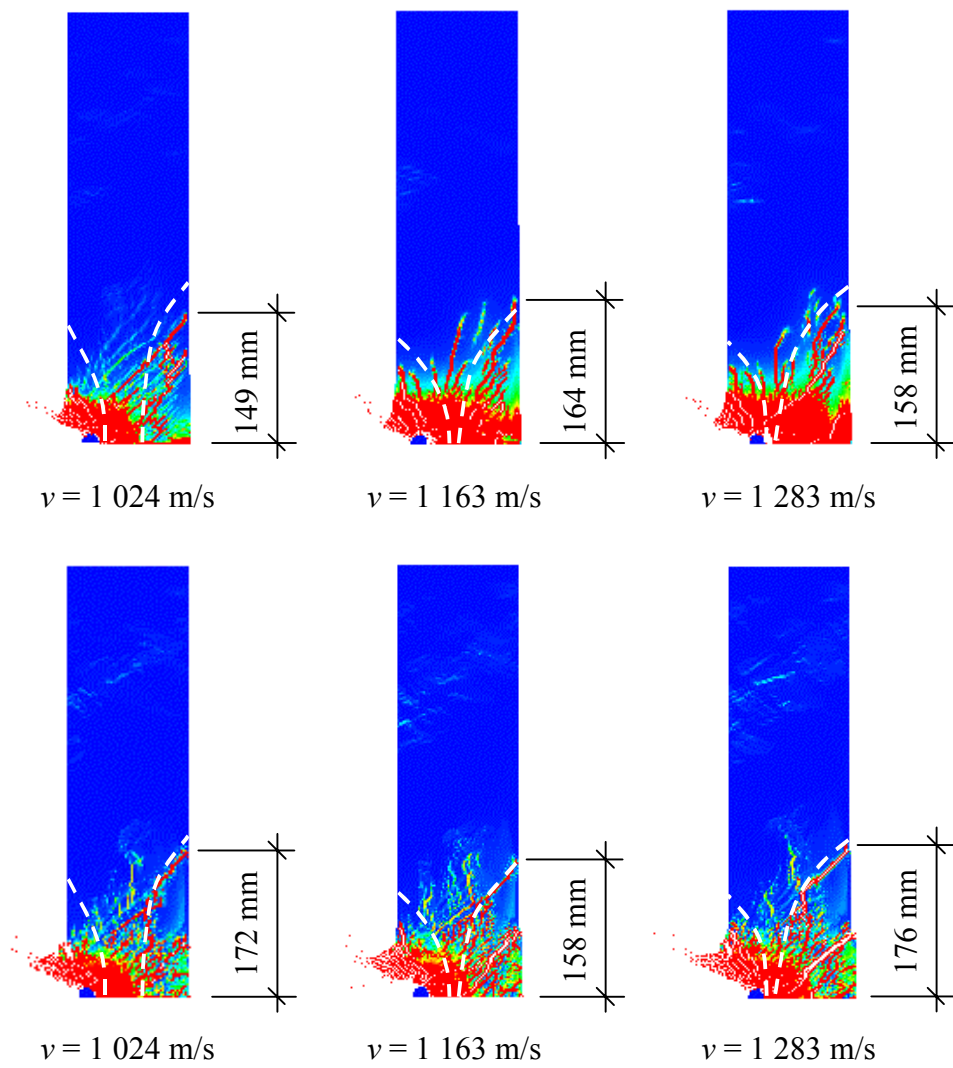 149 mm
164 mm
158 mm
v = 1 024 m/s
v = 1 163 m/s
v = 1 283 m/s
172 mm
158 mm
176 mm
v = 1 024 m/s
v = 1 163 m/s
v = 1 283 m/s